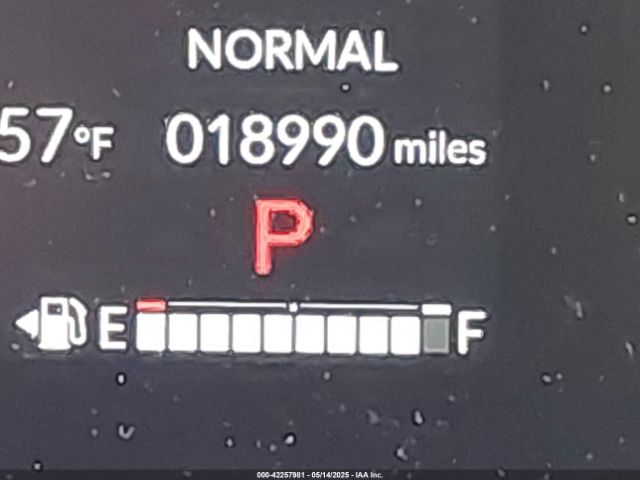 NORMAL
57°F 018990 miles
P
E F
000-42257981 - 05/14/2025 - IAA Inc.